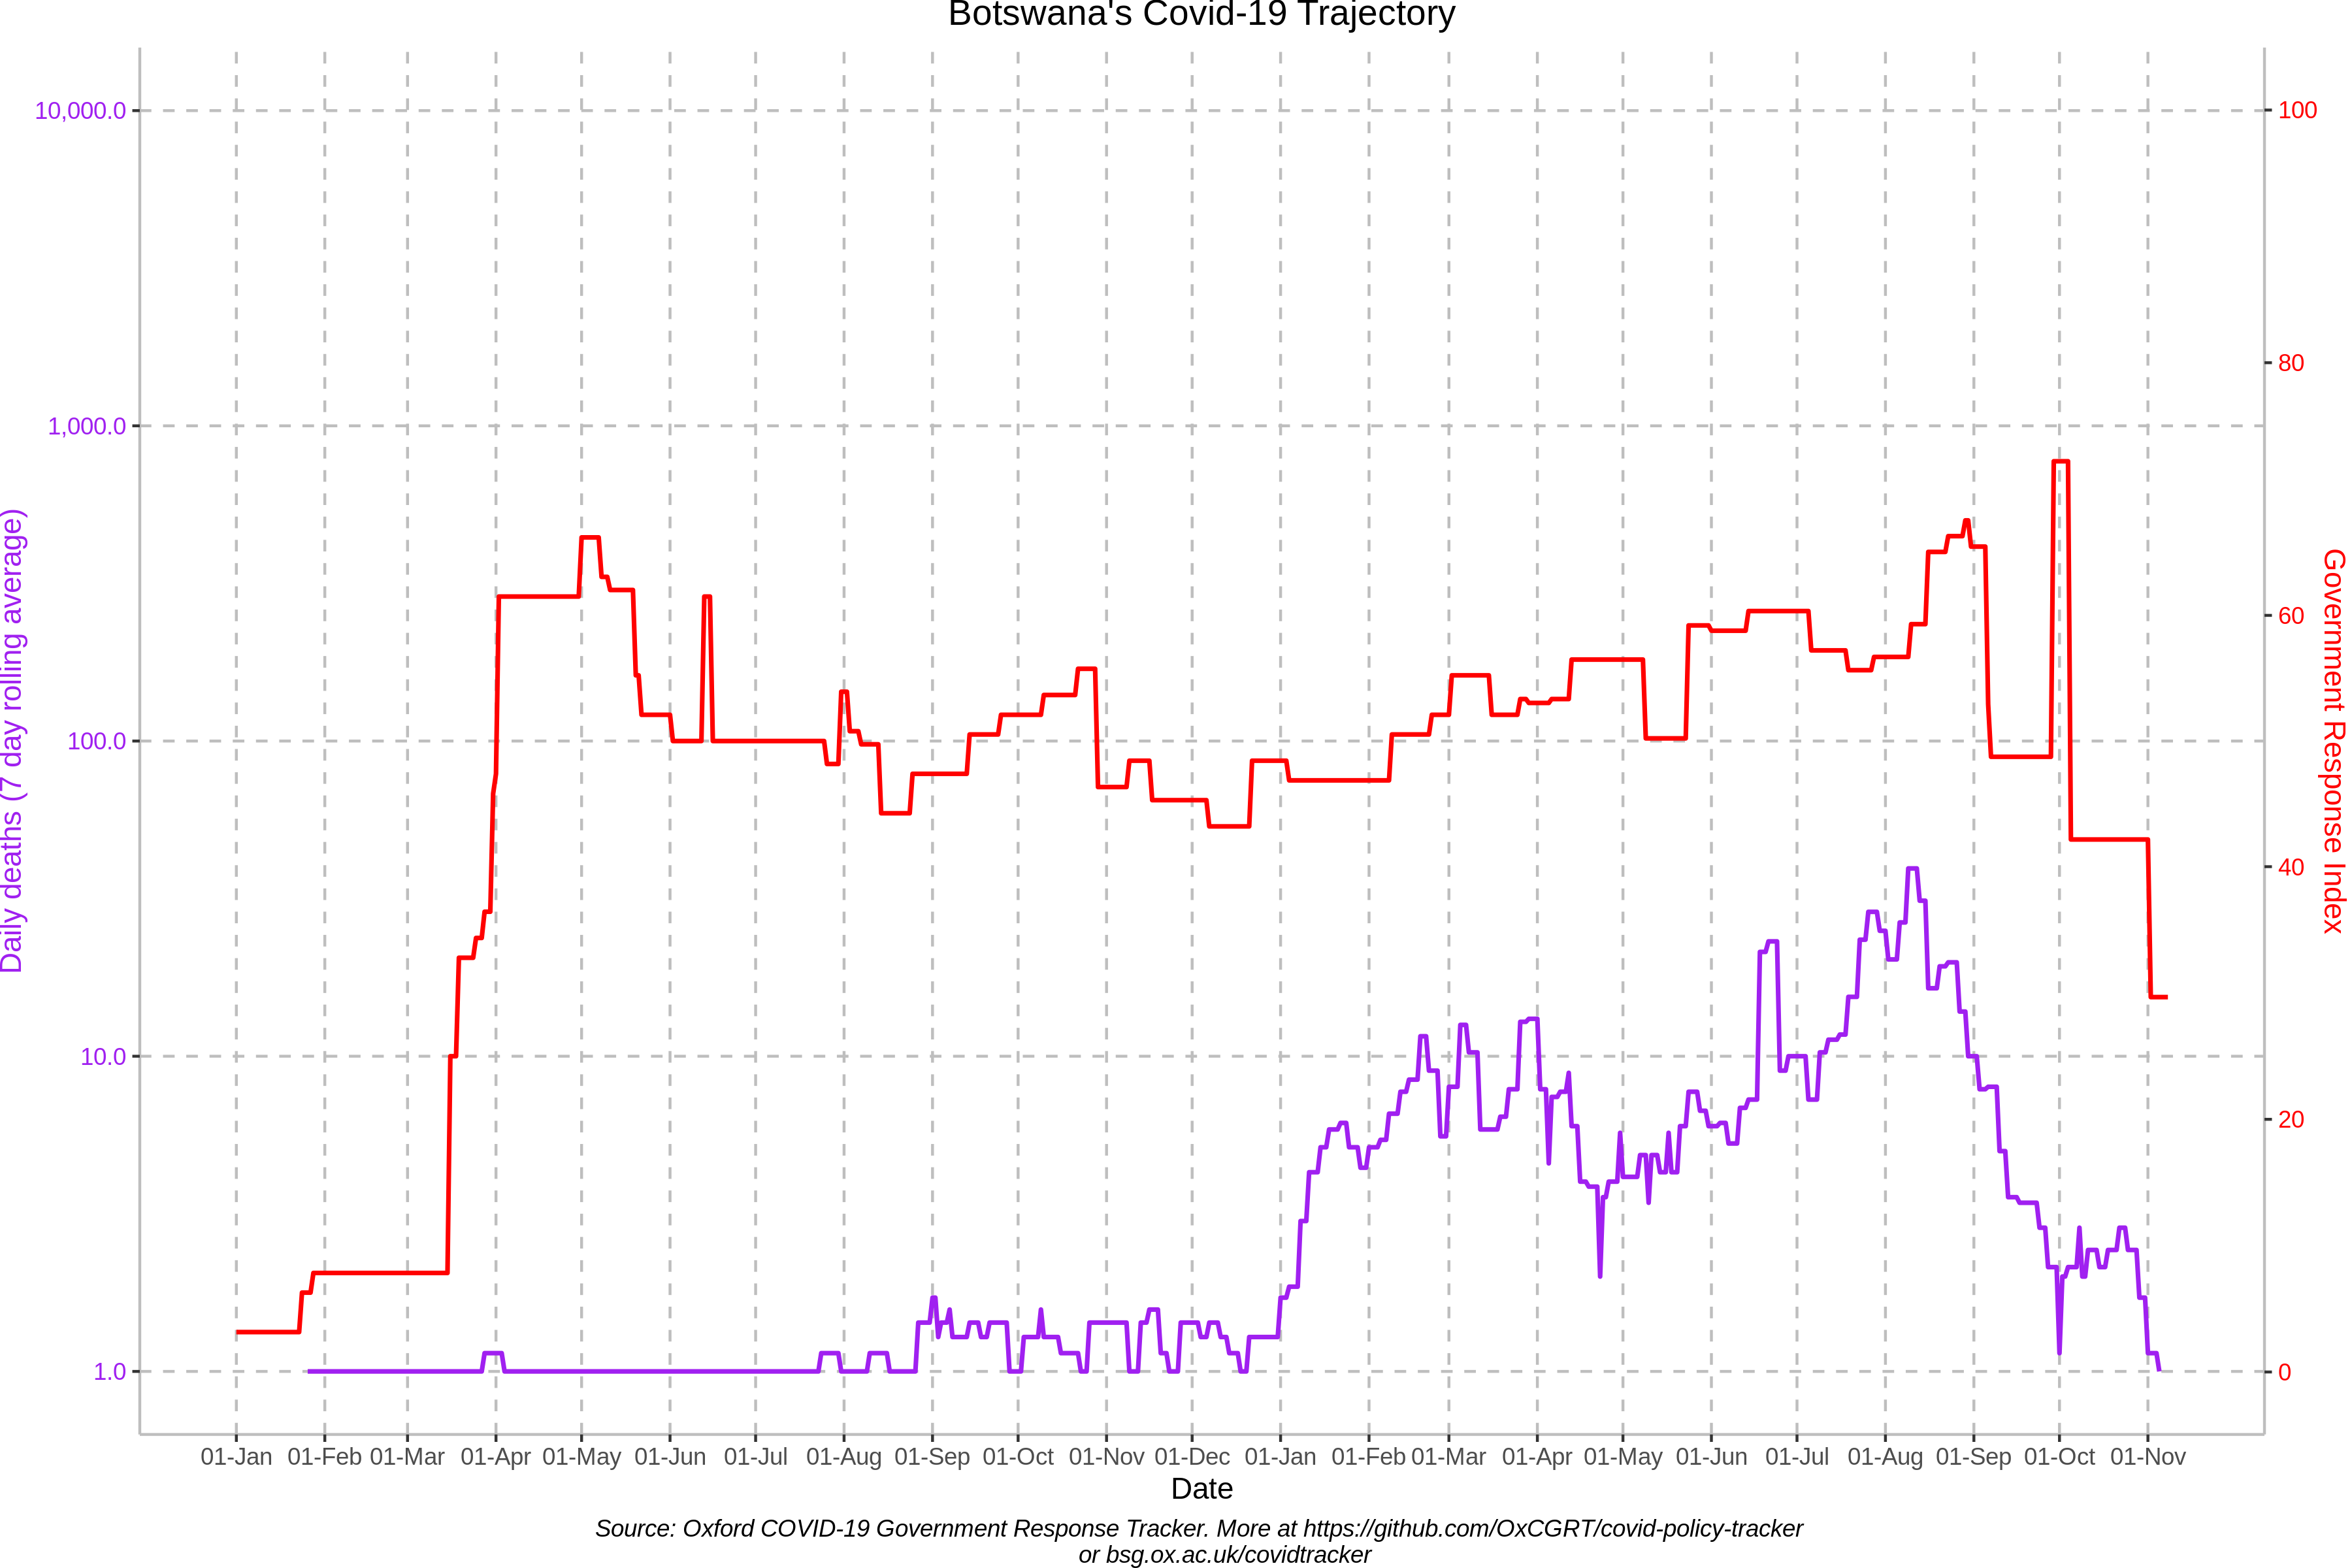 Botswana's Covid-19 Trajectory
10,000.0
1,000.0
100.0
10.0
1.0
Daily deaths (7 day rolling average)
100
80
60
40
20
0
Government Response Index
01-Jan 01-Feb 01-Mar 01-Apr 01-May 01-Jun 01-Jul 01-Aug 01-Sep 01-Oct 01-Nov 01-Dec 01-Jan 01-Feb 01-Mar 01-Apr 01-May 01-Jun 01-Jul 01-Aug 01-Sep 01-Oct 01-Nov
Date
Source: Oxford COVID-19 Government Response Tracker. More at https://github.com/OxCGRT/covid-policy-tracker
or bsg.ox.ac.uk/covidtracker